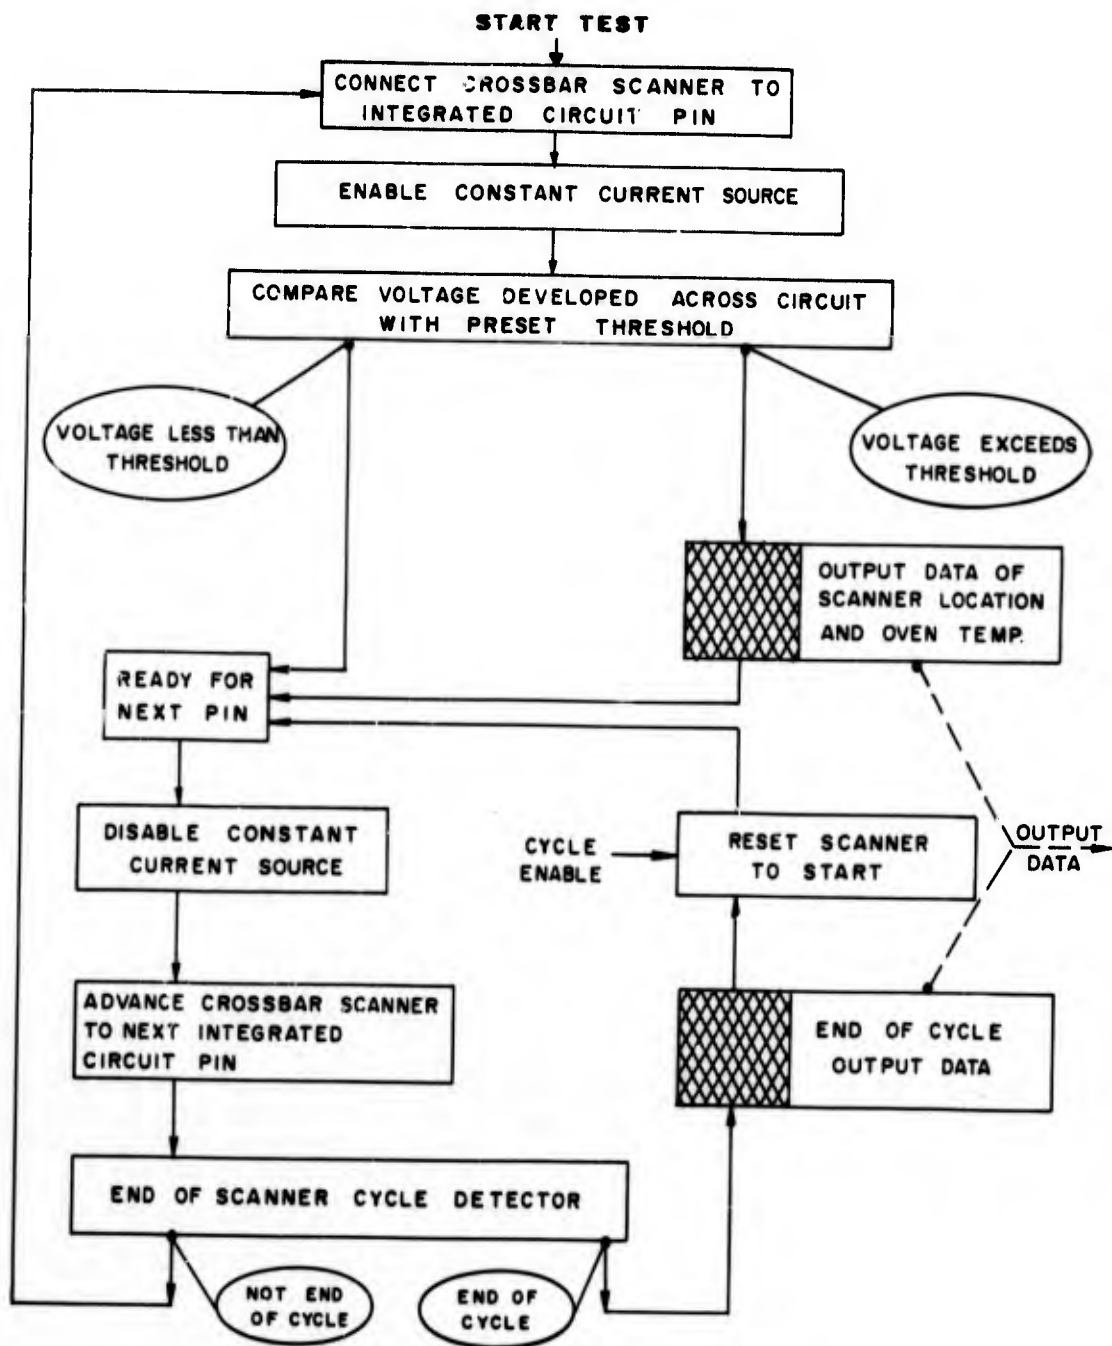 START TEST
CONNECT CROSSBAR SCANNER TO
INTEGRATED CIRCUIT PIN
ENABLE CONSTANT CURRENT SOURCE
COMPARE VOLTAGE DEVELOPED ACROSS CIRCUIT
WITH PRESET THRESHOLD
VOLTAGE LESS THAN
THRESHOLD
VOLTAGE EXCEEDS
THRESHOLD
OUTPUT DATA OF
SCANNER LOCATION
AND OVEN TEMP.
READY FOR
NEXT PIN
DISABLE CONSTANT
CURRENT SOURCE
CYCLE
ENABLE
RESET SCANNER
TO START
OUTPUT
DATA
ADVANCE CROSSBAR SCANNER
TO NEXT INTEGRATED
CIRCUIT PIN
END OF CYCLE
OUTPUT DATA
END OF SCANNER CYCLE DETECTOR
NOT END
OF CYCLE
END OF
CYCLE